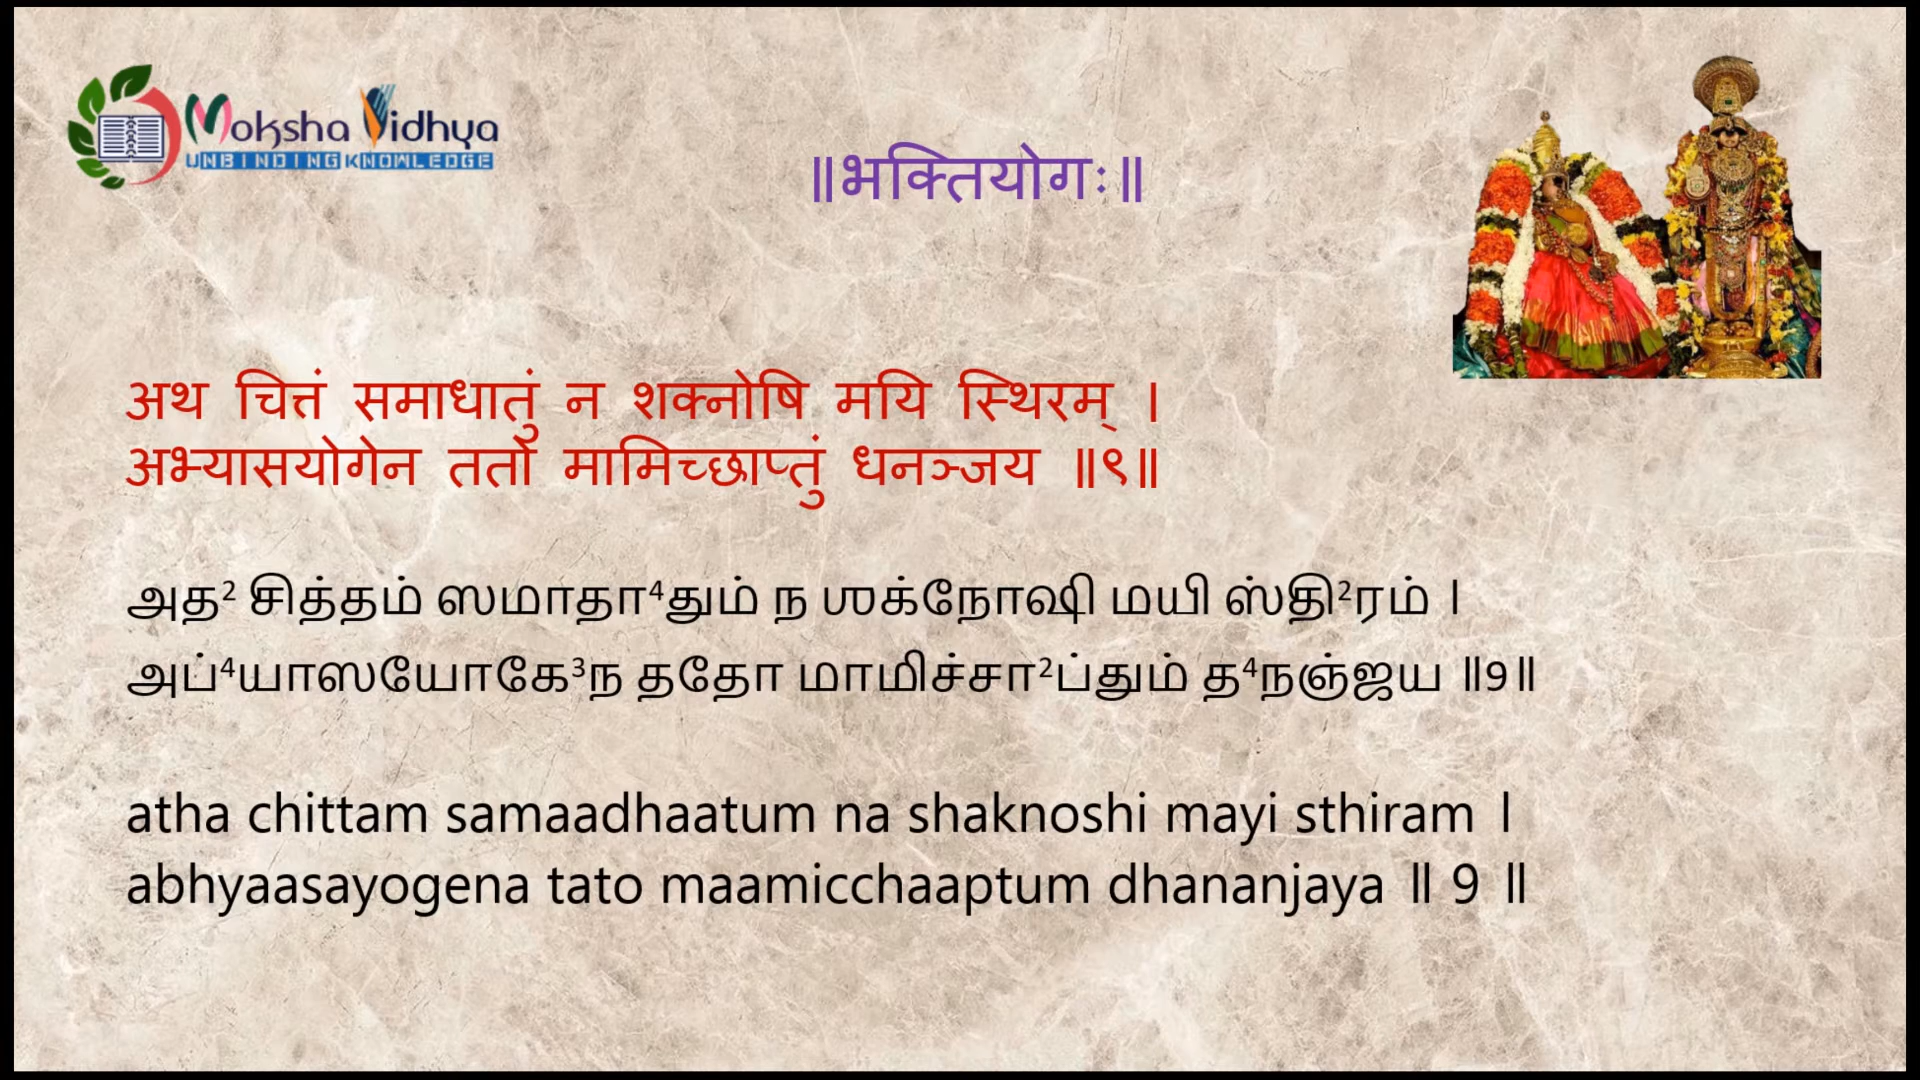 Moksha Vidhya
UNBINDING KNOWLEDGE
॥भक्तियोगः॥
अथ चित्तं समाधातुं न शक्नोषि मयि स्थिरम् ।
अभ्यासयोगेन ततो मामिच्छाप्तुं धनञ्जय ॥९॥
அத² சித்தம் ஸமாதா⁴தும் ந ஶக்நோஷி மயி ஸ்தி²ரம் ।
அப்⁴யாஸயோகே³ந ததோ மாமிச்சா²ப்தும் த⁴நஞ்ஜய ॥9॥
atha chittam samaadhaatum na shaknoshi mayi sthiram ।
abhyaasayogena tato maamicchaaptum dhananjaya ॥ 9 ॥